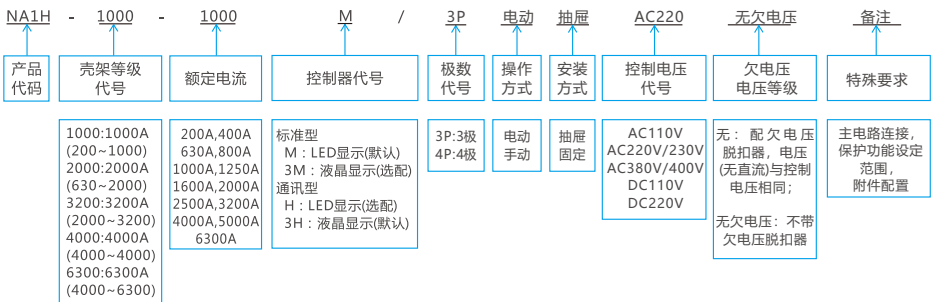 NA1H - 1000 - 1000 M / 3P 电动 抽屉 AC220 无欠电压 备注
产品
代码
壳架等级
代号
额定电流
控制器代号
极数
代号
操作
方式
安装
方式
控制电压
代号
欠电压
电压等级
特殊要求
1000:1000A
(200~1000)
2000:2000A
(630~2000)
3200:3200A
(2000~3200)
4000:4000A
(4000~4000)
6300:6300A
(4000~6300)
200A,400A
630A,800A
1000A,1250A
1600A,2000A
2500A,3200A
4000A,5000A
6300A
标准型
M：LED显示(默认)
3M：液晶显示(选配)
通讯型
H：LED显示(选配)
3H：液晶显示(默认)
3P:3极
4P:4极
电动
手动
抽屉
固定
AC110V
AC220V/230V
AC380V/400V
DC110V
DC220V
无：配欠电压
脱扣器，电压
(无直流)与控制
电压相同；
无欠电压：不带
欠电压脱扣器
主电路连接，
保护功能设定
范围，
附件配置